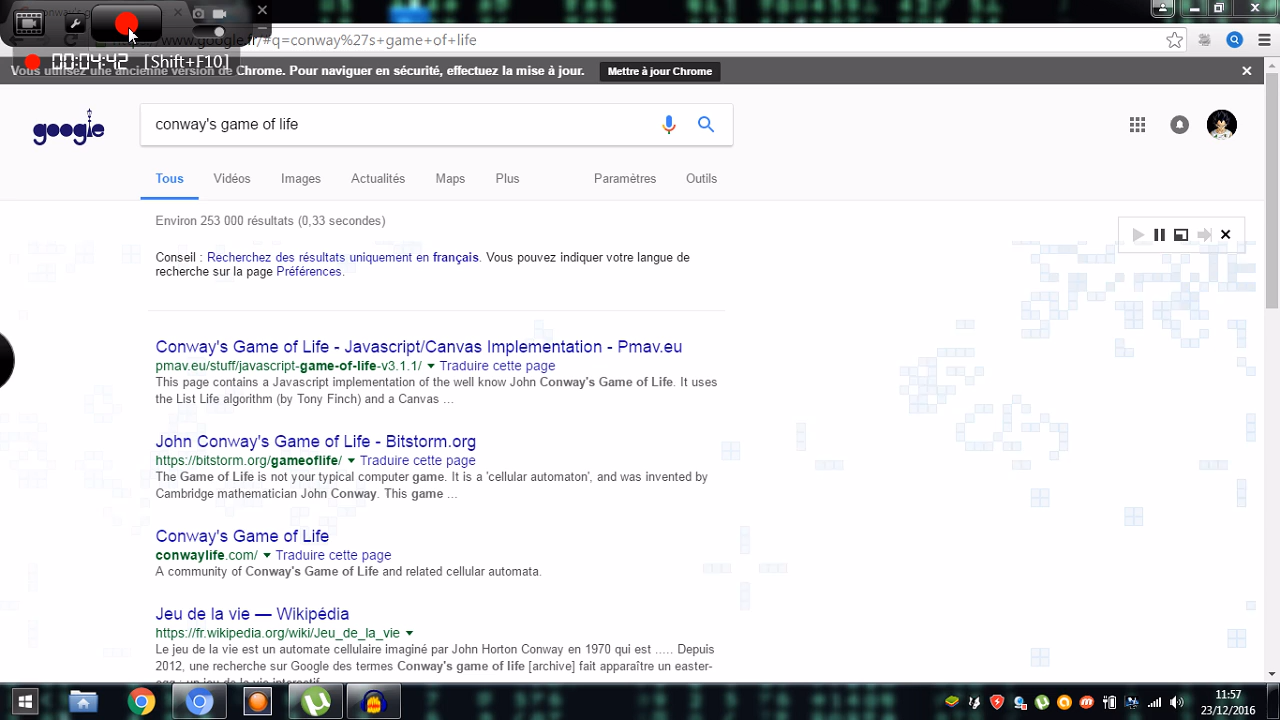 www.google.fr/#q=conway%27s+game+of+life
00:04:42 [Shift+F10]
Vous utilisez une ancienne version de Chrome. Pour naviguer en sécurité, effectuez la mise à jour. Mettre à jour Chrome
google
conway's game of life
Tous Vidéos Images Actualités Maps Plus Paramètres Outils
Environ 253 000 résultats (0,33 secondes)
Conseil : Recherchez des résultats uniquement en français. Vous pouvez indiquer votre langue de
recherche sur la page Préférences.
Conway's Game of Life - Javascript/Canvas Implementation - Pmav.eu
pmav.eu/stuff/javascript-game-of-life-v3.1.1/ Traduire cette page
This page contains a Javascript implementation of the well know John Conway's Game of Life. It uses
the List Life algorithm (by Tony Finch) and a Canvas ...
John Conway's Game of Life - Bitstorm.org
https://bitstorm.org/gameoflife/ Traduire cette page
The Game of Life is not your typical computer game. It is a 'cellular automaton', and was invented by
Cambridge mathematician John Conway. This game ...
Conway's Game of Life
conwaylife.com/ Traduire cette page
A community of Conway's Game of Life and related cellular automata.
Jeu de la vie — Wikipédia
https://fr.wikipedia.org/wiki/Jeu_de_la_vie
Le jeu de la vie est un automate cellulaire imaginé par John Horton Conway en 1970 qui est ..... Depuis
2012, une recherche sur Google des termes Conway's game of life [archive] fait apparaître un easter-
egg : un jeu de la vie interactif.
11:57
23/12/2016